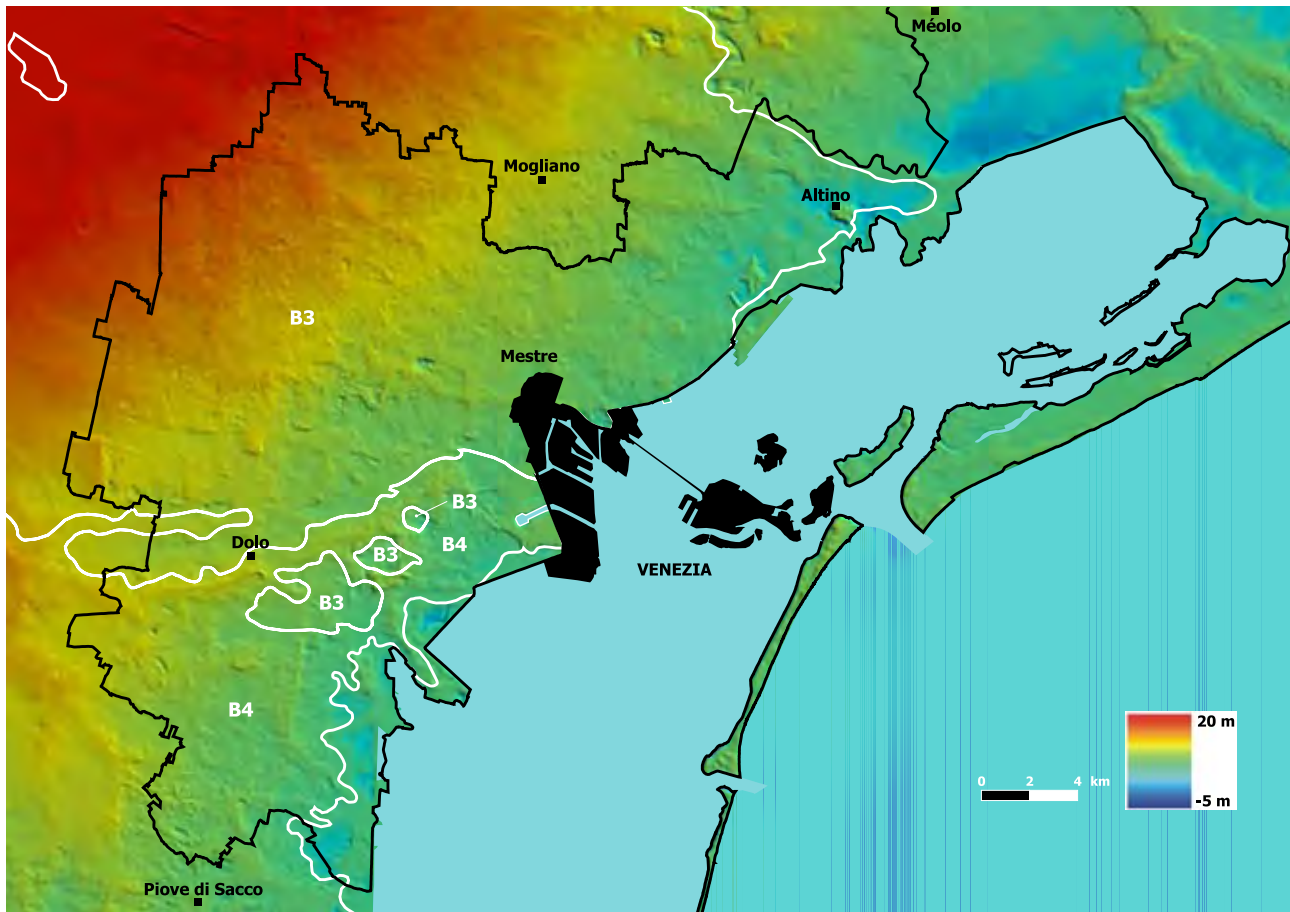 Méolo
Mogliano
Altino
B3
Mestre
B3
B4
Dolo
B3
VENEZIA
B3
B4
20 m
0 2 4 km
-5 m
Piove di Sacco